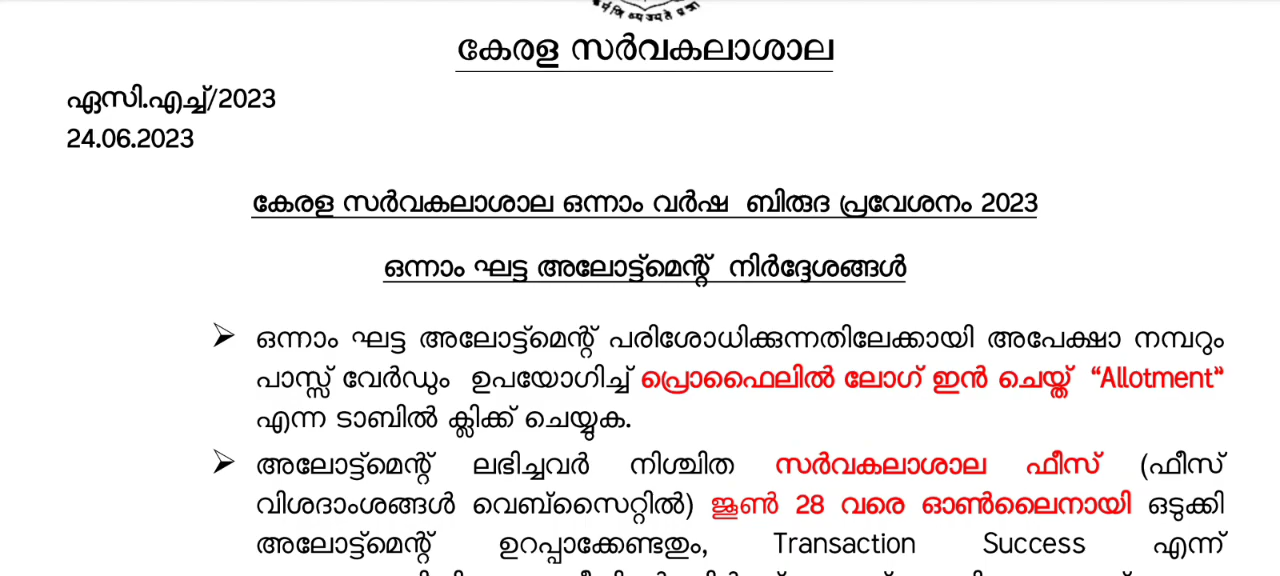 കേരള സർവകലാശാല
ഏസി.എച്ച്/2023
24.06.2023
കേരള സർവകലാശാല ഒന്നാം വർഷ ബിരുദ പ്രവേശനം 2023
ഒന്നാം ഘട്ട അലോട്ട്മെന്റ് നിർദ്ദേശങ്ങൾ
➢ ഒന്നാം ഘട്ട അലോട്ട്മെന്റ് പരിശോധിക്കുന്നതിലേക്കായി അപേക്ഷാ നമ്പറും
പാസ്സ് വേർഡും ഉപയോഗിച്ച് പ്രൊഫൈലിൽ ലോഗ് ഇൻ ചെയ്ത് “Allotment”
എന്ന ടാബിൽ ക്ലിക്ക് ചെയ്യുക.
➢ അലോട്ട്മെന്റ് ലഭിച്ചവർ നിശ്ചിത സർവകലാശാല ഫീസ് (ഫീസ്
വിശദാംശങ്ങൾ വെബ്സൈറ്റിൽ) ജൂൺ 28 വരെ ഓൺലൈനായി ഒടുക്കി
അലോട്ട്മെന്റ് ഉറപ്പാക്കേണ്ടതും, Transaction Success എന്ന്